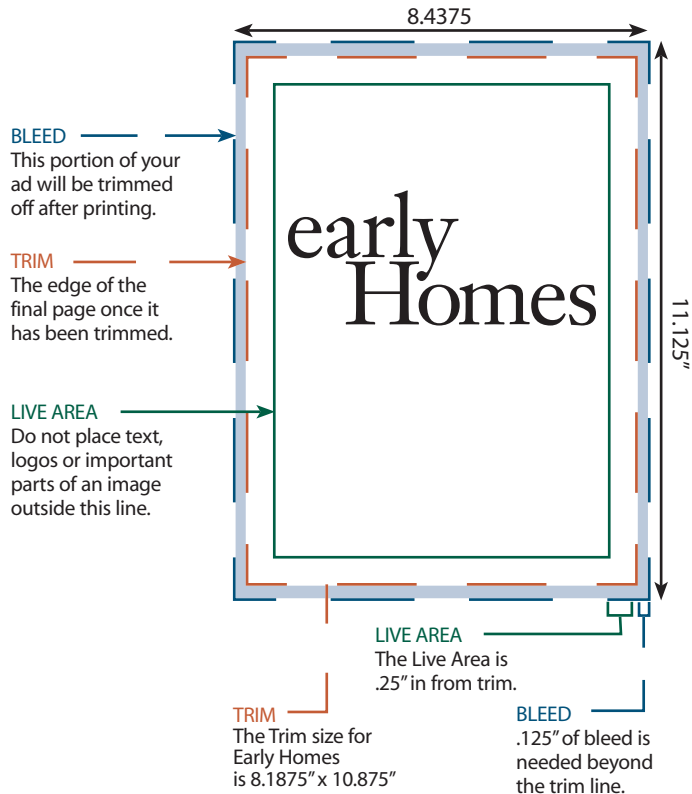 8.4375
BLEED
This portion of your
ad will be trimmed
off after printing.
TRIM
The edge of the
final page once it
has been trimmed.
LIVE AREA
Do not place text,
logos or important
parts of an image
outside this line.
early
Homes
11.125”
LIVE AREA
The Live Area is
.25” in from trim.
TRIM
The Trim size for
Early Homes
is 8.1875” x 10.875”
BLEED
.125” of bleed is
needed beyond
the trim line.